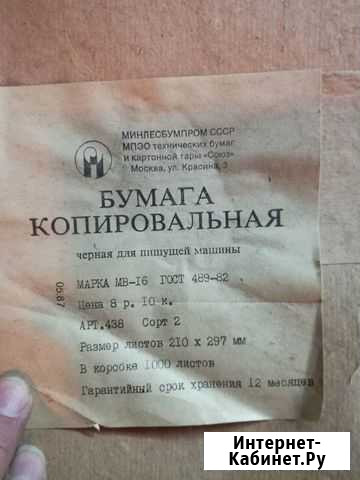 МИНЛЕСБУМПРОМ СССР
МПЭО технических бумаг
и картонной тары «Союз»
Москва, ул. Красина, 3
БУМАГА
КОПИРОВАЛЬНАЯ
черная для пишущей машины
МАРКА МВ-16 ГОСТ 489-82
Цена 8 р. 10 к.
АРТ.438 Сорт 2
Размер листов 210 x 297 мм
В коробке 1000 листов
Гарантийный срок хранения 12 месяцев
05.87
Интернет-
Кабинет.Ру